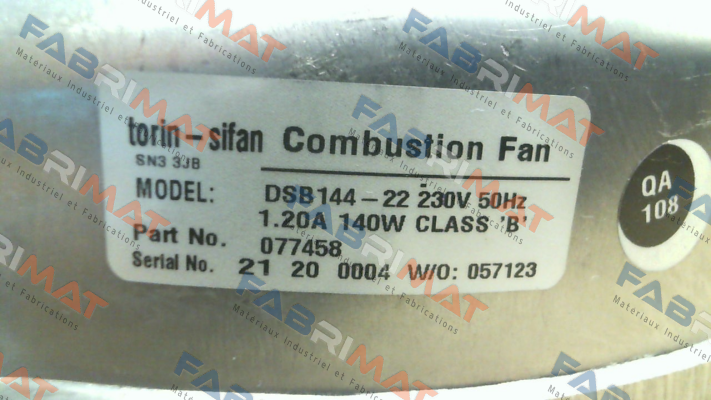 torin-sifan Combustion Fan
SN3 3JB
MODEL: DSB144-22 230V 50Hz
1.20A 140W CLASS 'B'
Part No. 077458
Serial No. 21 20 0004 W/O: 057123
QA
108
FABRIMAT
Matériaux Industriel et Fabrications